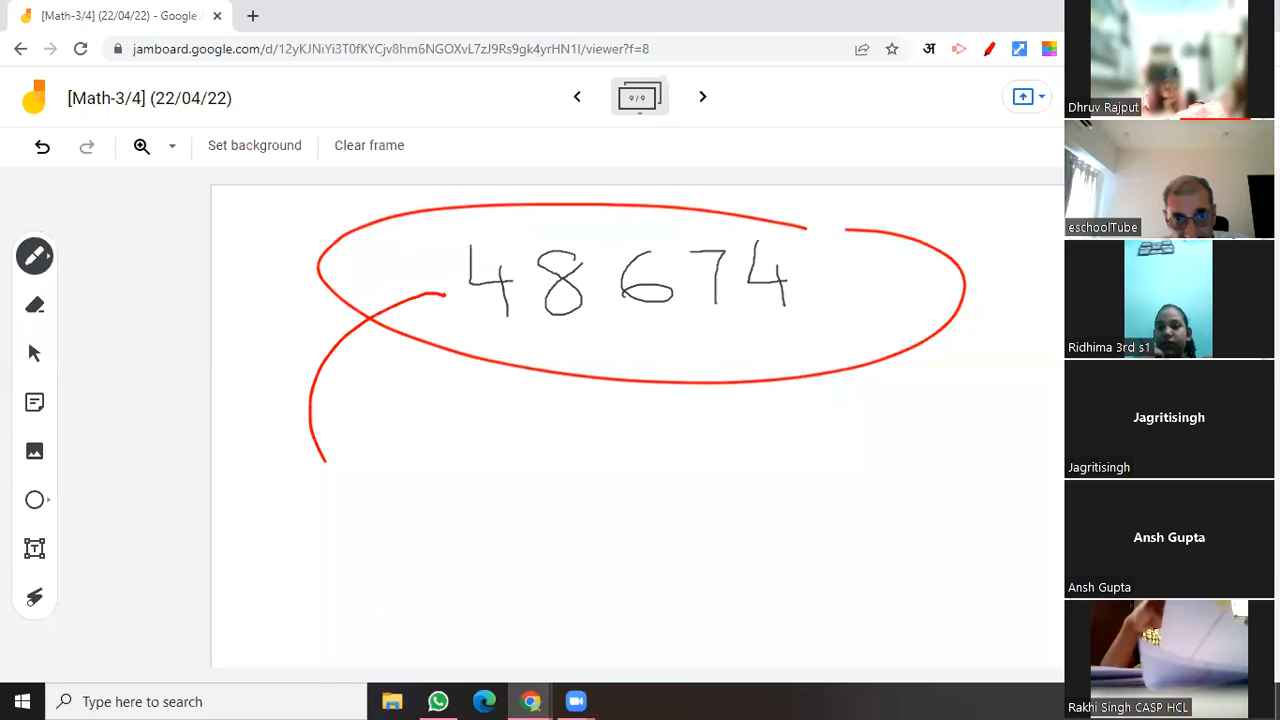 [Math-3/4] (22/04/22) - Google
jamboard.google.com/d/12yKJNiYi3TBIKYCjv8hm6NGOXvL7zJ9Rs9gk4yrHN1I/viewer?f=8
अ
[Math-3/4] (22/04/22)
9/9
Set background
Clear frame
48674
Dhruv Rajput
eschoolTube
Ridhima 3rd s1
Jagritisingh
Jagritisingh
Ansh Gupta
Ansh Gupta
Rakhi Singh CASP HCL
Type here to search